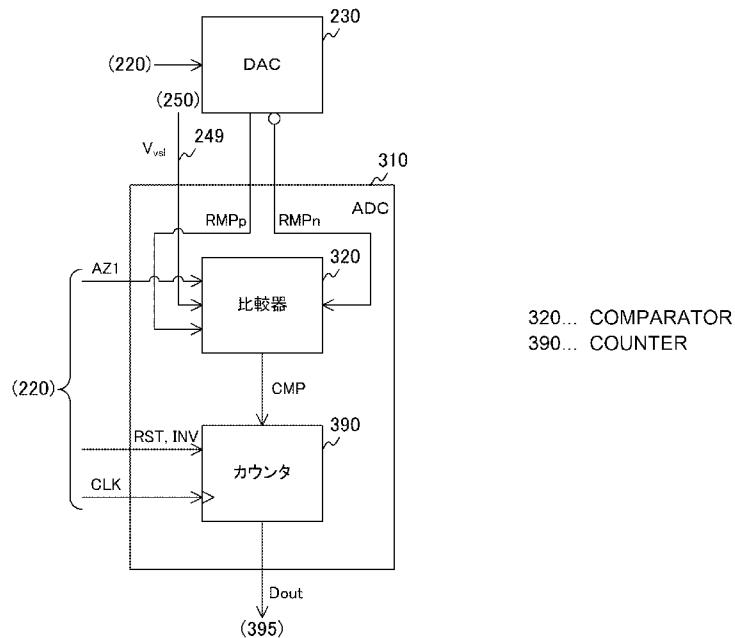 230
(220)
DAC
(250)
249
Vvsl
310
ADC
RMPp
RMPn
320
AZ1
比較器
320... COMPARATOR
390... COUNTER
(220)
CMP
390
RST, INV
カウンタ
CLK
Dout
(395)